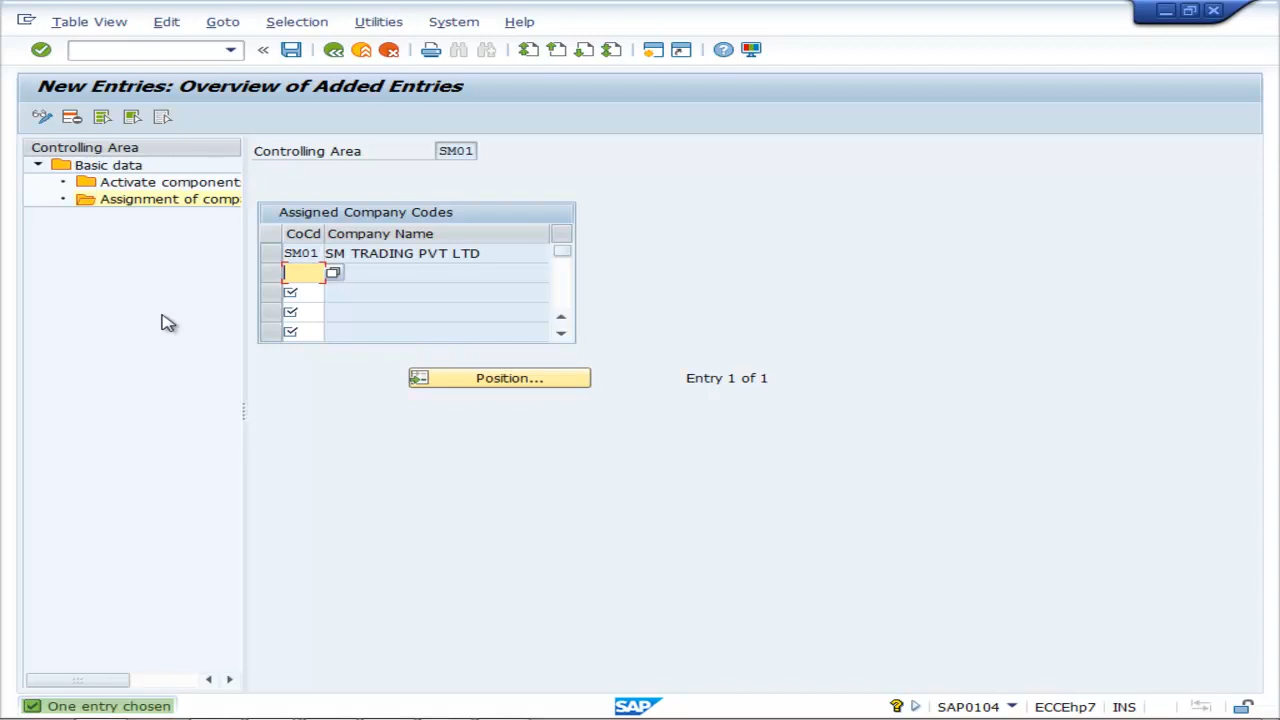 Table View Edit Goto Selection Utilities System Help
New Entries: Overview of Added Entries
Controlling Area
Basic data
Activate component
Assignment of comp
Controlling Area SM01
Assigned Company Codes
CoCd Company Name
SM01 SM TRADING PVT LTD
Position... Entry 1 of 1
One entry chosen
SAP
SAP0104 ECCEhp7 INS